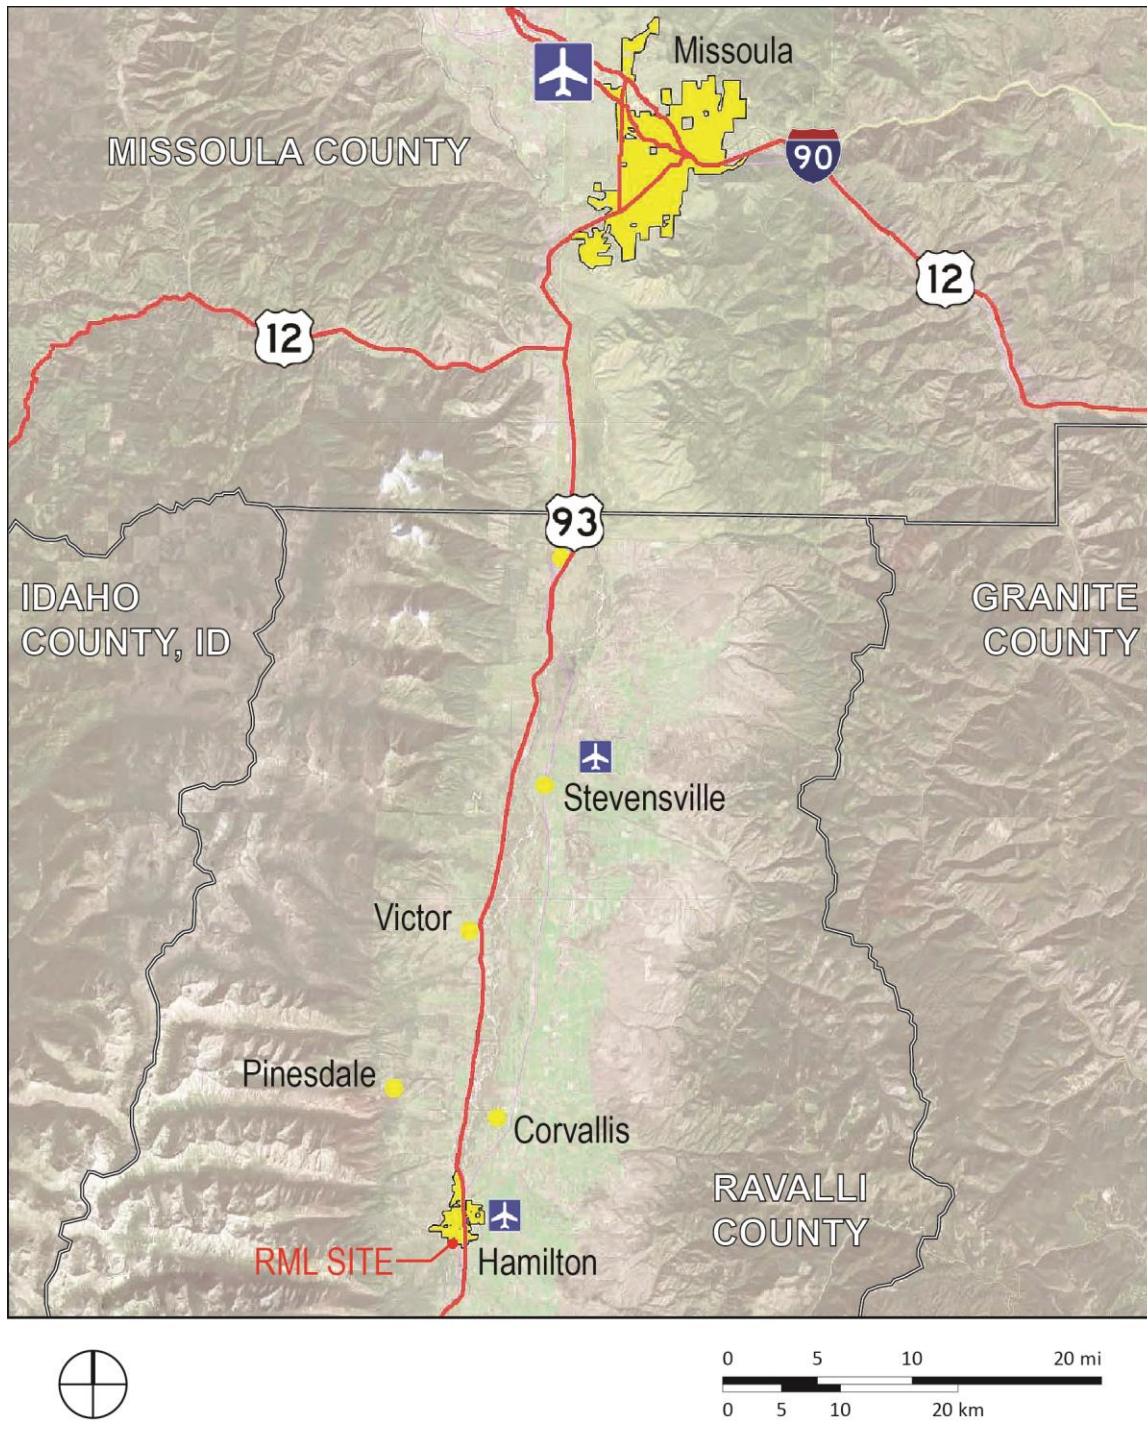 Missoula
MISSOULA COUNTY
90
12
12
93
IDAHO
COUNTY, ID
GRANITE
COUNTY
Stevensville
Victor
Pinesdale
Corvallis
RAVALLI
COUNTY
RML SITE
Hamilton
0 5 10 20 mi
0 5 10 20 km